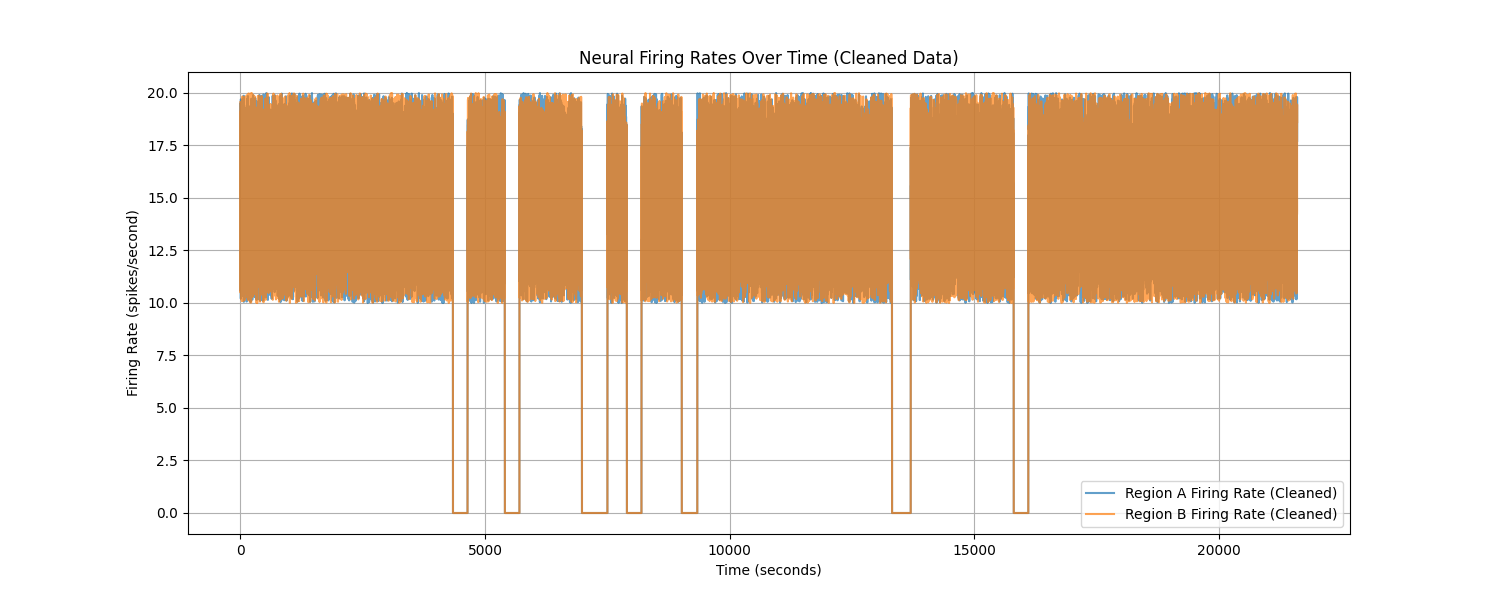 Neural Firing Rates Over Time (Cleaned Data)
Firing Rate (spikes/second)
20.0
17.5
15.0
12.5
10.0
7.5
5.0
2.5
0.0
Region A Firing Rate (Cleaned)
Region B Firing Rate (Cleaned)
0 5000 10000 15000 20000
Time (seconds)